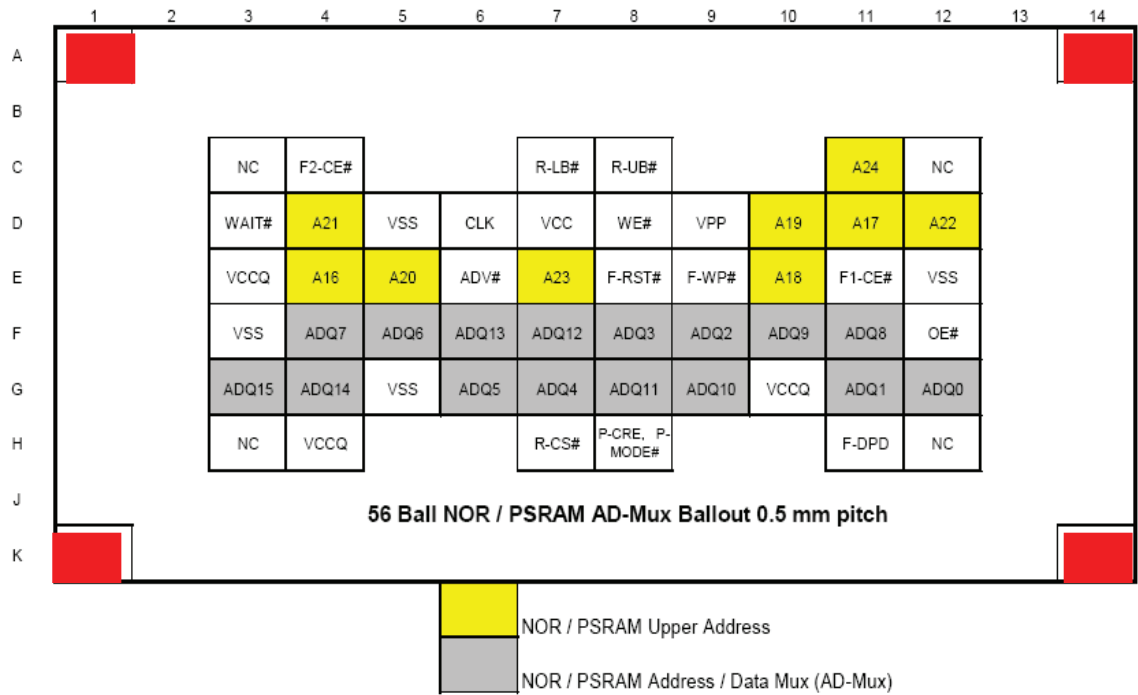 1 2 3 4 5 6 7 8 9 10 11 12 13 14
A
B
C NC F2-CE# R-LB# R-UB# A24 NC
D WAIT# A21 VSS CLK VCC WE# VPP A19 A17 A22
E VCCQ A16 A20 ADV# A23 F-RST# F-WP# A18 F1-CE# VSS
F VSS ADQ7 ADQ6 ADQ13 ADQ12 ADQ3 ADQ2 ADQ9 ADQ8 OE#
G ADQ15 ADQ14 VSS ADQ5 ADQ4 ADQ11 ADQ10 VCCQ ADQ1 ADQ0
H NC VCCQ R-CS# P-CRE, P-MODE# F-DPD NC
J
56 Ball NOR / PSRAM AD-Mux Ballout 0.5 mm pitch
K
NOR / PSRAM Upper Address
NOR / PSRAM Address / Data Mux (AD-Mux)